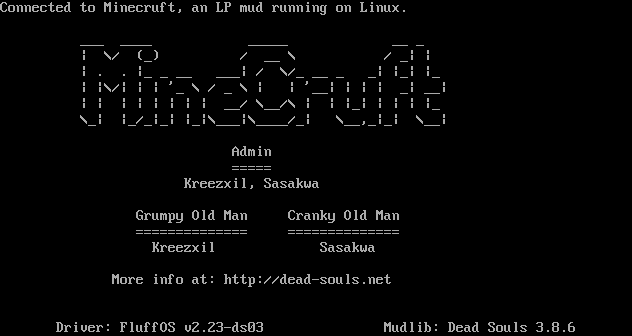 Connected to Minecruft, an LP mud running on Linux.
MineCruft
Admin
=====
Kreezxil, Sasakwa
Grumpy Old Man Cranky Old Man
============== ==============
Kreezxil Sasakwa
More info at: http://dead-souls.net
Driver: FluffOS v2.23-ds03 Mudlib: Dead Souls 3.8.6